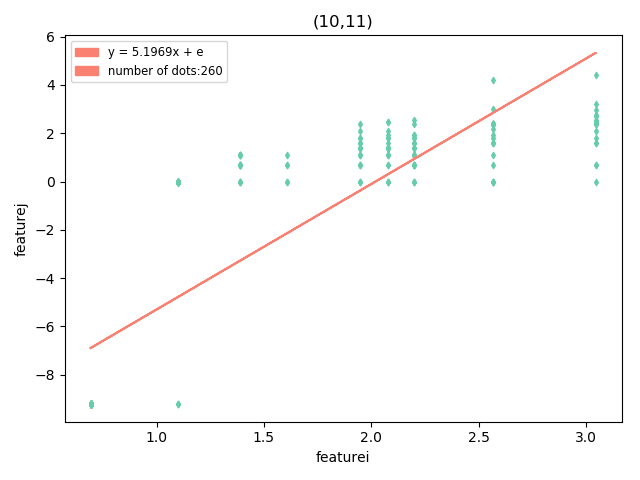 (10,11)
y = 5.1969x + e
number of dots:260
6
4
2
0
−2
−4
−6
−8
featurej
1.0 1.5 2.0 2.5 3.0
featurei